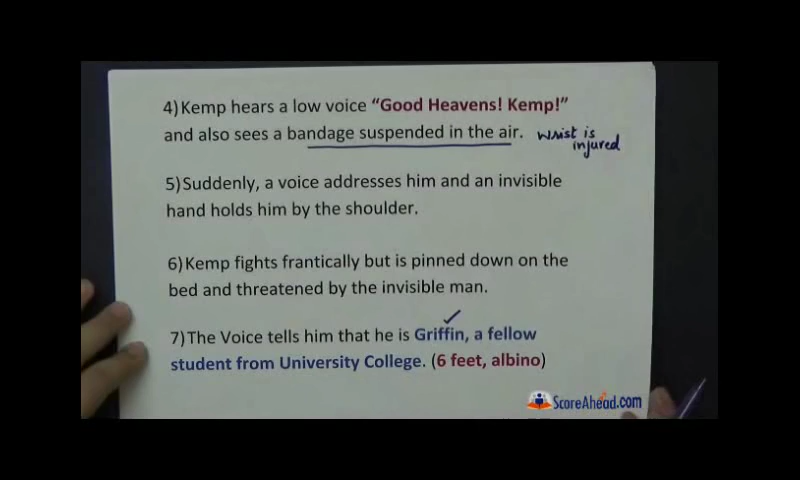 4) Kemp hears a low voice “Good Heavens! Kemp!”
and also sees a bandage suspended in the air. wrist is
injured
5) Suddenly, a voice addresses him and an invisible
hand holds him by the shoulder.
6) Kemp fights frantically but is pinned down on the
bed and threatened by the invisible man.
7) The Voice tells him that he is Griffin, a fellow
student from University College. (6 feet, albino)
ScoreAhead.com